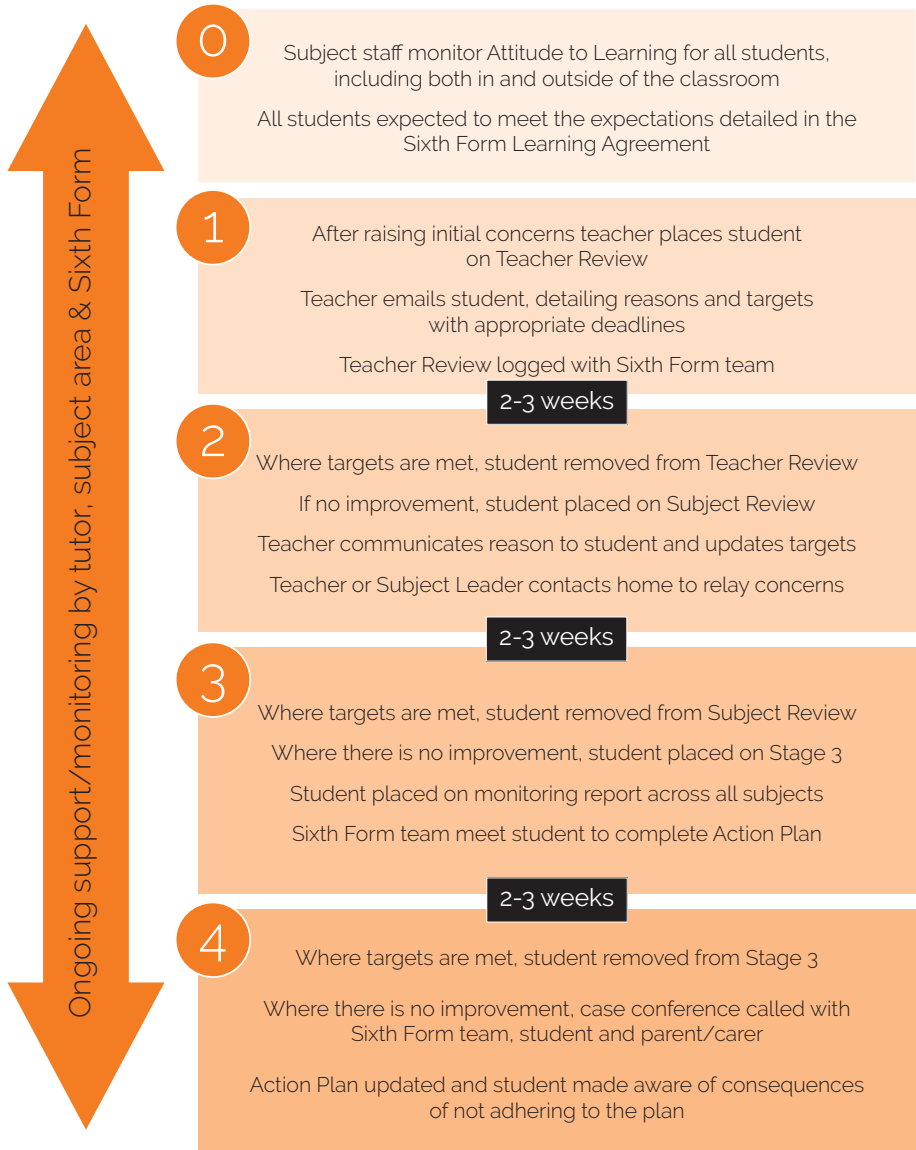 Ongoing support/monitoring by tutor, subject area & Sixth Form
0
Subject staff monitor Attitude to Learning for all students,
including both in and outside of the classroom
All students expected to meet the expectations detailed in the
Sixth Form Learning Agreement
1
After raising initial concerns teacher places student
on Teacher Review
Teacher emails student, detailing reasons and targets
with appropriate deadlines
Teacher Review logged with Sixth Form team
2-3 weeks
2
Where targets are met, student removed from Teacher Review
If no improvement, student placed on Subject Review
Teacher communicates reason to student and updates targets
Teacher or Subject Leader contacts home to relay concerns
2-3 weeks
3
Where targets are met, student removed from Subject Review
Where there is no improvement, student placed on Stage 3
Student placed on monitoring report across all subjects
Sixth Form team meet student to complete Action Plan
2-3 weeks
4
Where targets are met, student removed from Stage 3
Where there is no improvement, case conference called with
Sixth Form team, student and parent/carer
Action Plan updated and student made aware of consequences
of not adhering to the plan